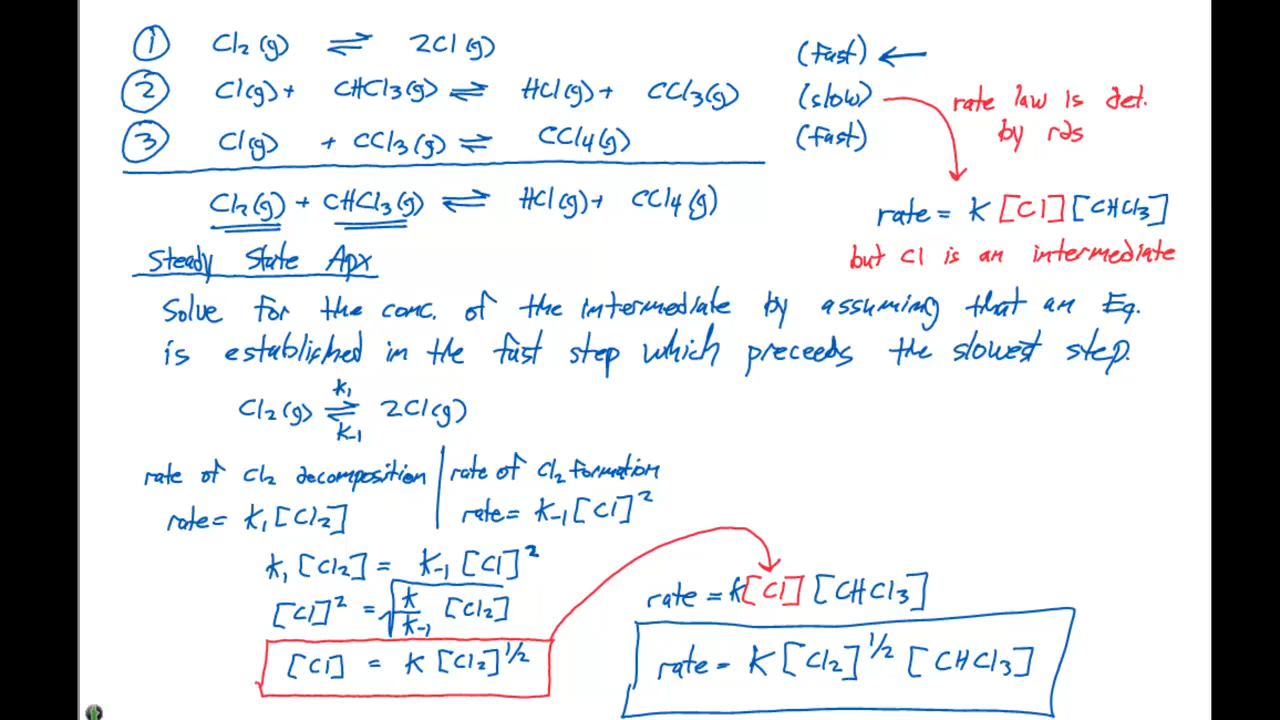 ① Cl₂(g) ⇌ 2Cl(g) (fast) ←
② Cl(g) + CHCl₃(g) ⇌ HCl(g) + CCl₃(g) (slow)
③ Cl(g) + CCl₃(g) ⇌ CCl₄(g) (fast)
rate law is det.
by rds
Cl₂(g) + CHCl₃(g) ⇌ HCl(g) + CCl₄(g)
rate = k [Cl][CHCl₃]
but Cl is an intermediate
Steady State Apx
Solve for the conc. of the intermediate by assuming that an Eq.
is established in the fast step which preceeds the slowest step.
k₁
Cl₂(g) ⇌ 2Cl(g)
k₋₁
rate of Cl₂ decomposition | rate of Cl₂ formation
rate = k₁[Cl₂] | rate = k₋₁[Cl]²
k₁[Cl₂] = k₋₁[Cl]²
[Cl]² = √k/k₋₁ [Cl₂]
[Cl] = k[Cl₂]^1/2
rate = k[Cl][CHCl₃]
rate = k[Cl₂]^1/2 [CHCl₃]